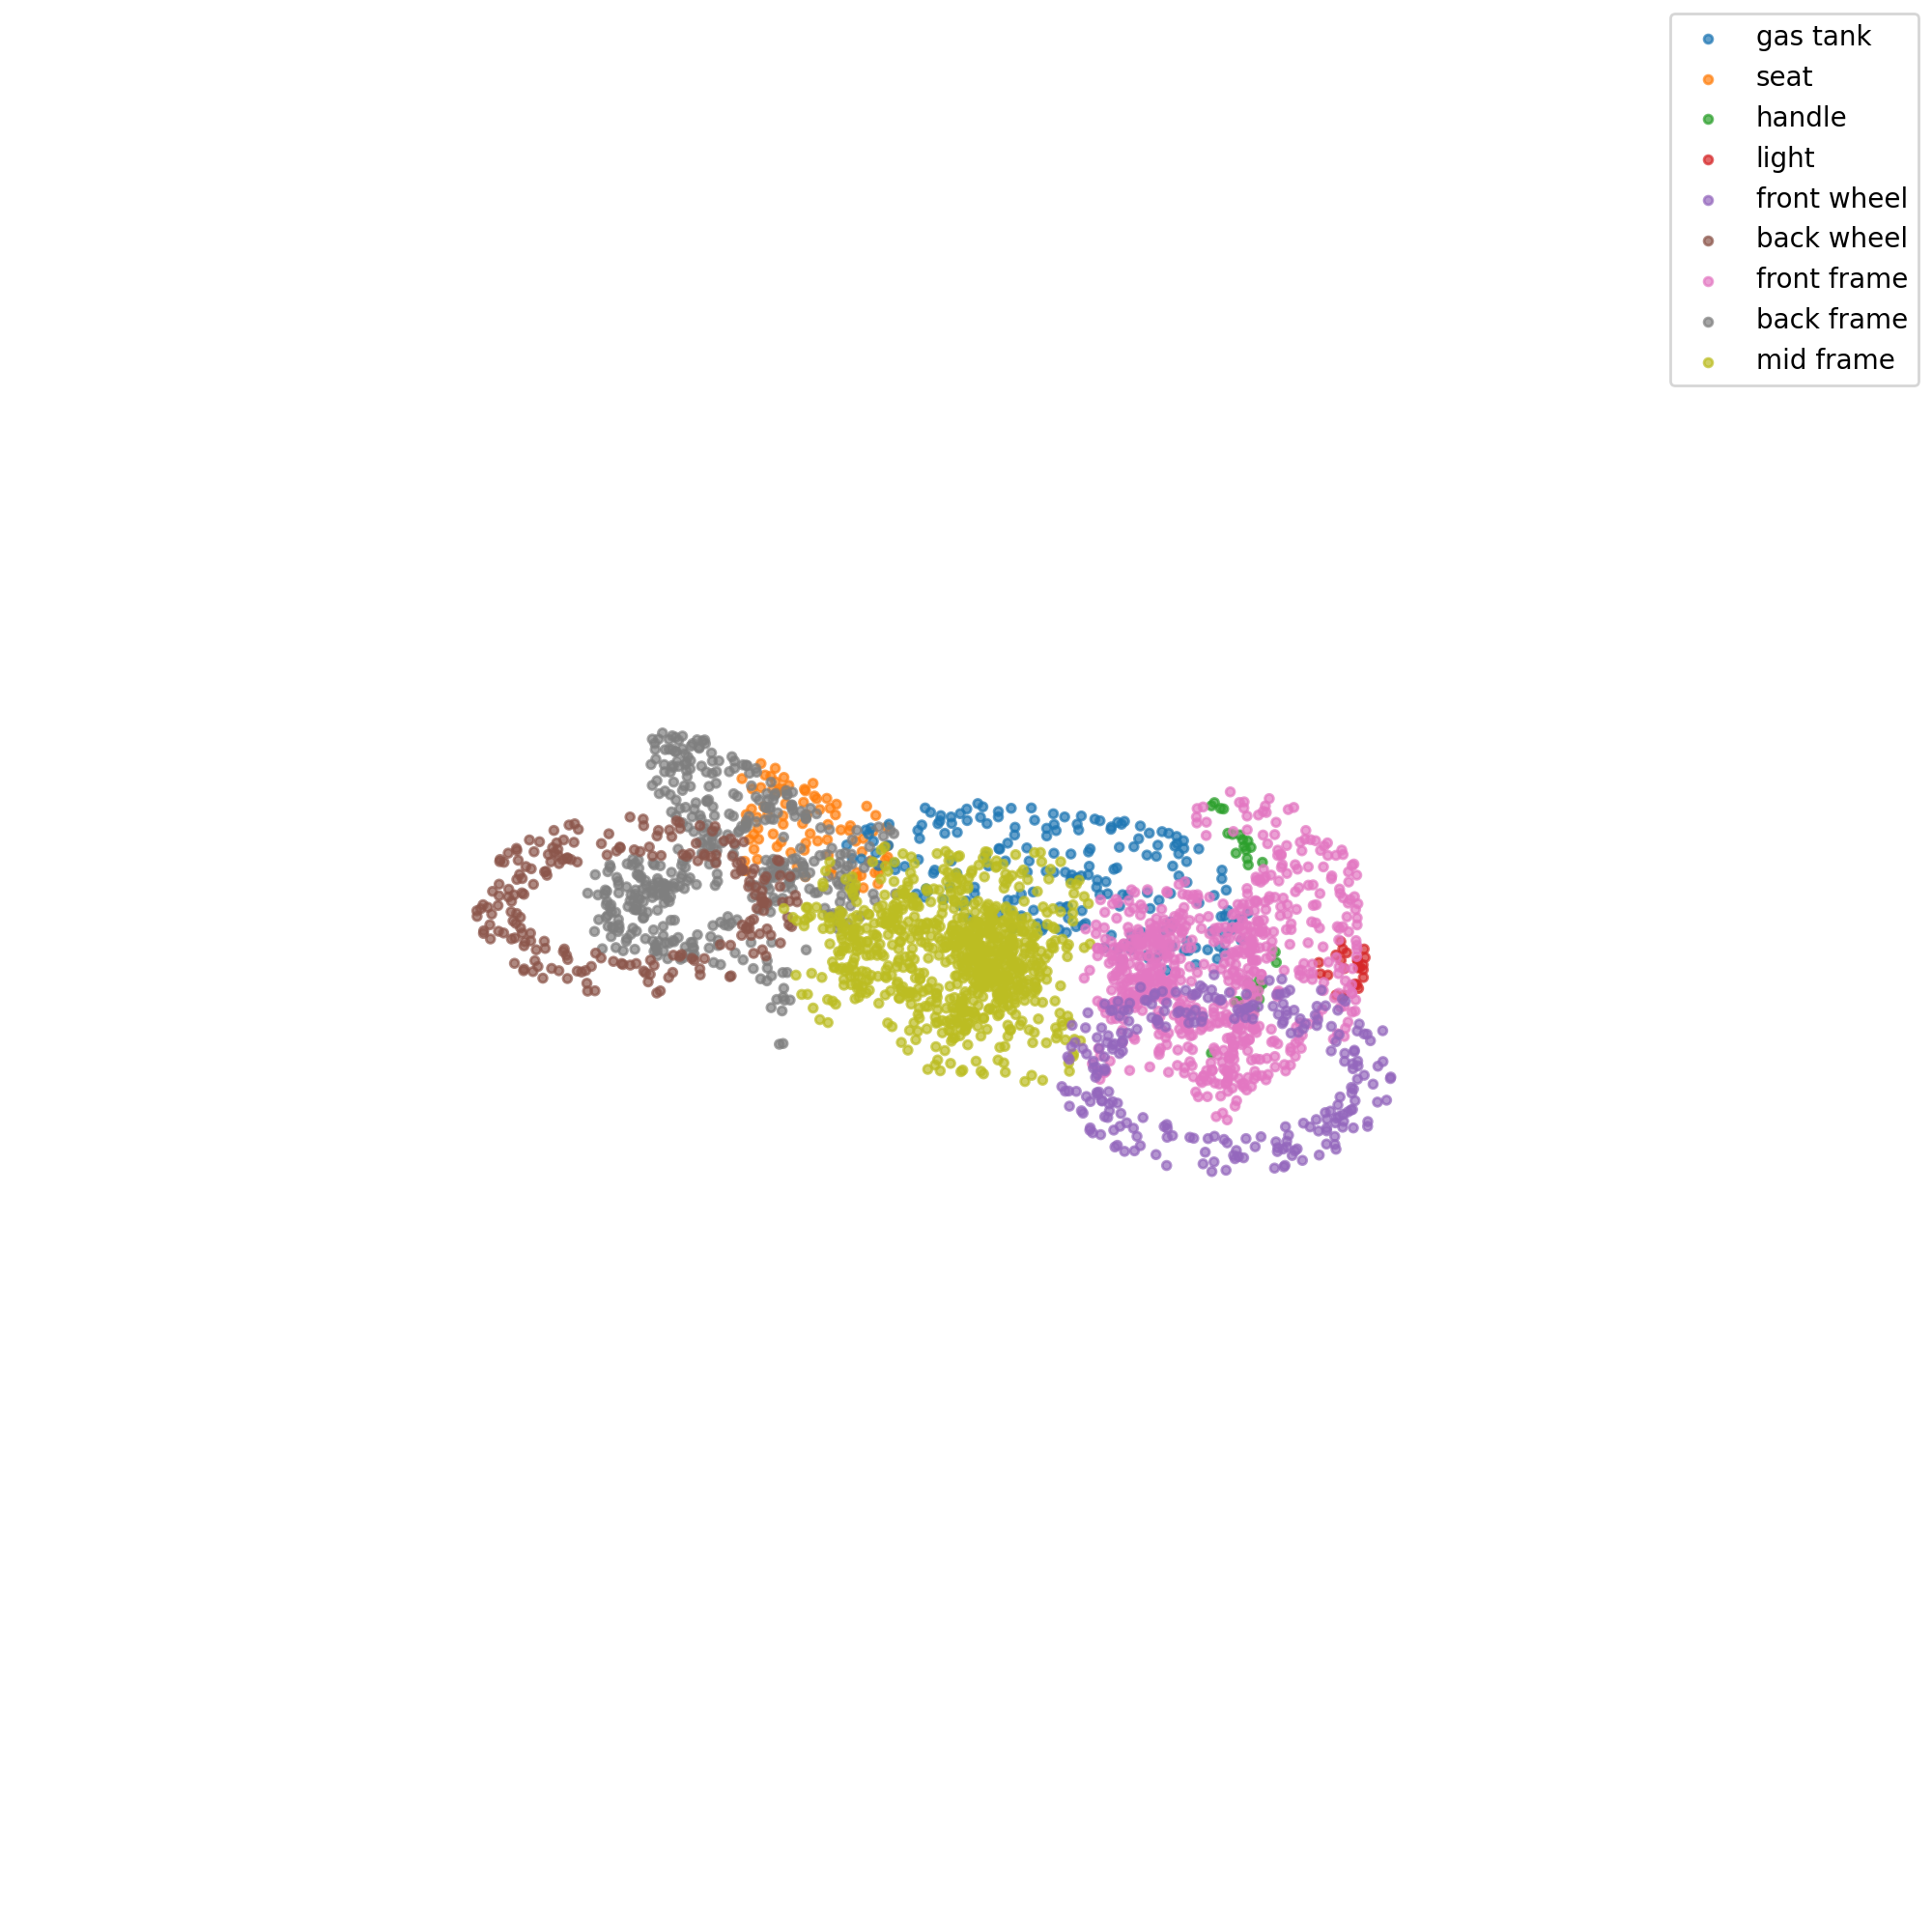 gas tank
seat
handle
light
front wheel
back wheel
front frame
back frame
mid frame